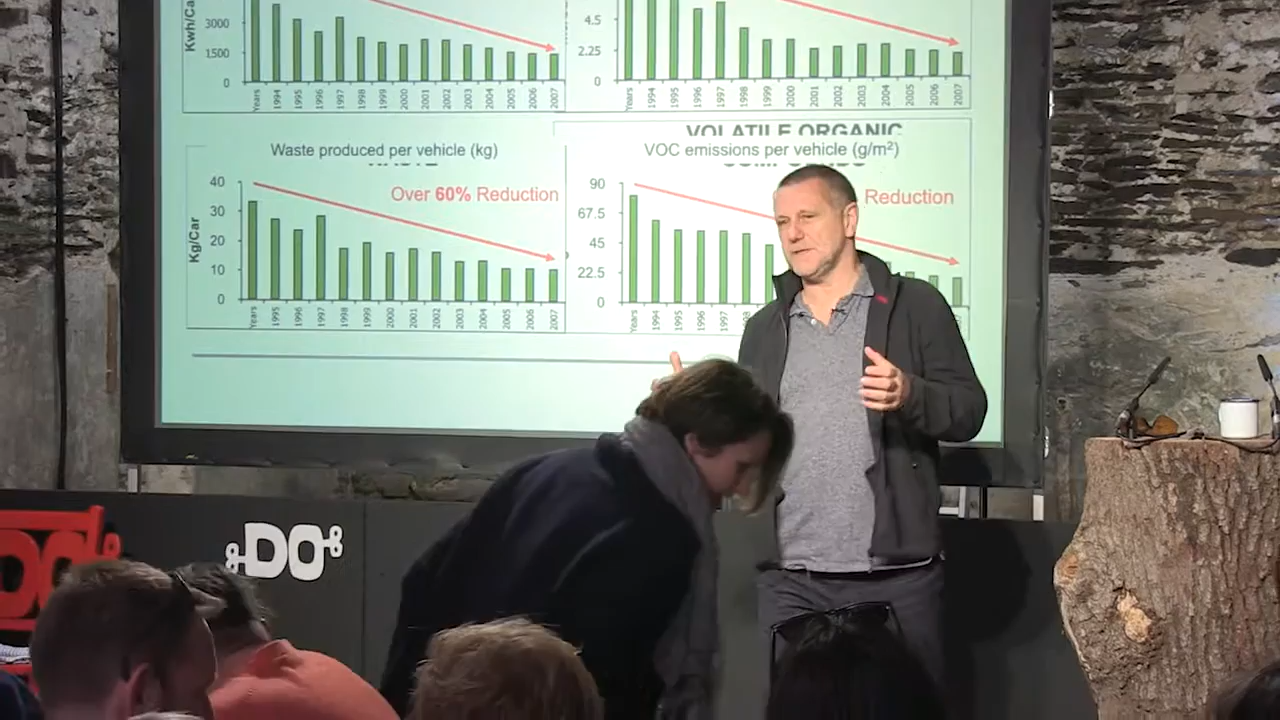 Kwh/Ca
3000
1500
0
Years 1994 1995 1996 1997 1998 1999 2000 2001 2002 2003 2004 2005 2006 2007
4.5
2.25
0
Years 1994 1995 1996 1997 1998 1999 2000 2001 2002 2003 2004 2005 2006 2007
Waste produced per vehicle (kg)
WASTE
Over 60% Reduction
Kg/Car
40
30
20
10
0
Years 1995 1996 1997 1998 1999 2000 2001 2002 2003 2004 2005 2006 2007
VOLATILE ORGANIC
VOC emissions per vehicle (g/m²)
Reduction
90
67.5
45
22.5
0
Years 1994 1995 1996 1997
DO